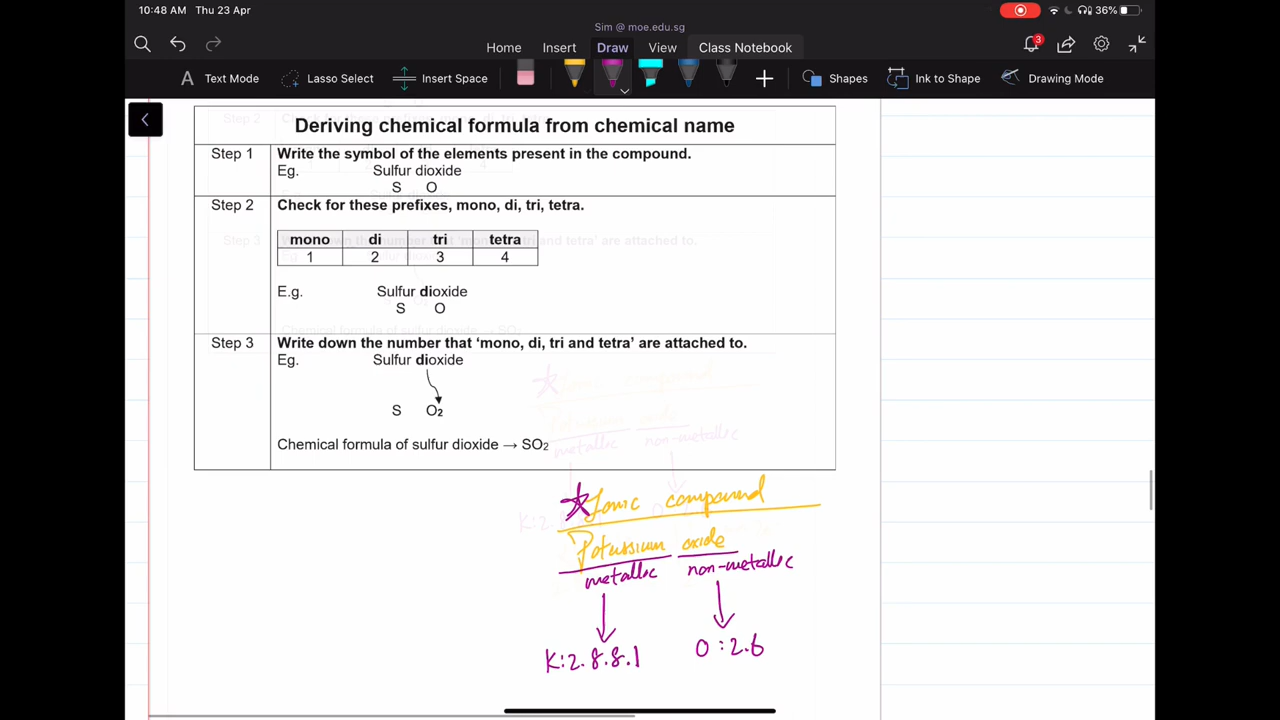 10:48 AM Thu 23 Apr
36%
Sim @ moe.edu.sg
Home Insert Draw View Class Notebook
3
Text Mode Lasso Select Insert Space Shapes Ink to Shape Drawing Mode
Deriving chemical formula from chemical name
Step 1 Write the symbol of the elements present in the compound.
Eg. Sulfur dioxide
S O
Step 2 Check for these prefixes, mono, di, tri, tetra.
mono di tri tetra
1 2 3 4
E.g. Sulfur dioxide
S O
Step 3 Write down the number that ‘mono, di, tri and tetra’ are attached to.
Eg. Sulfur dioxide
S O₂
Chemical formula of sulfur dioxide → SO₂
Ionic compound
Potassium oxide
metallic non-metallic
K:2.8.8.1 O:2.6